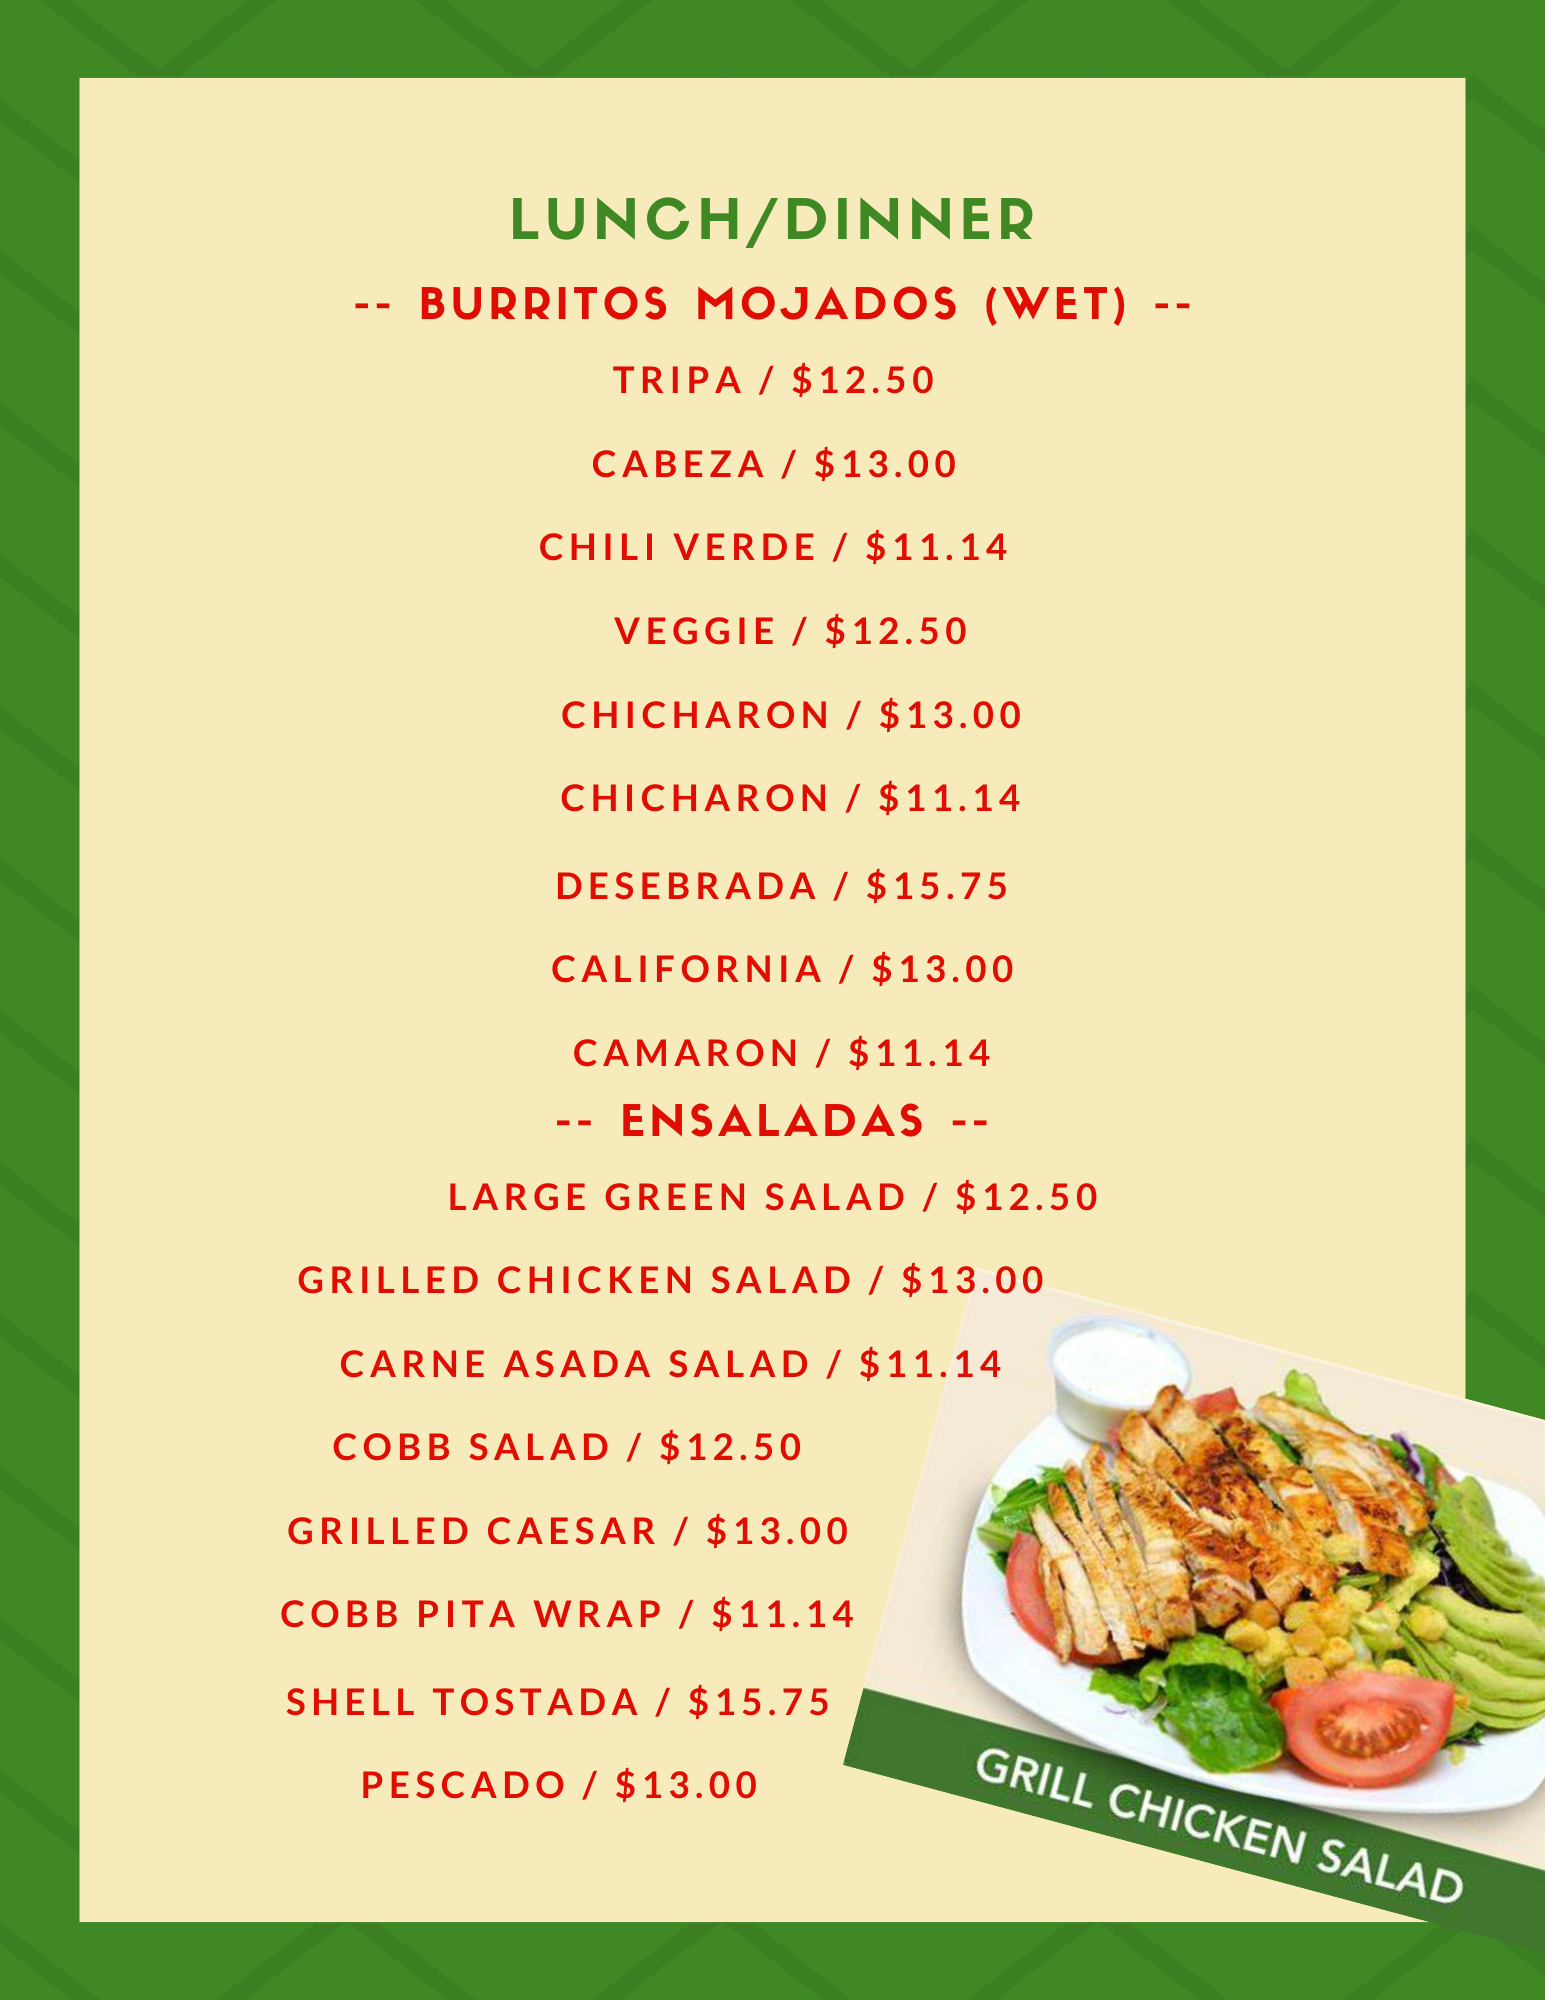 LUNCH/DINNER
-- BURRITOS MOJADOS (WET) --
TRIPA / $12.50
CABEZA / $13.00
CHILI VERDE / $11.14
VEGGIE / $12.50
CHICHARON / $13.00
CHICHARON / $11.14
DESEBRADA / $15.75
CALIFORNIA / $13.00
CAMARON / $11.14
-- ENSALADAS --
LARGE GREEN SALAD / $12.50
GRILLED CHICKEN SALAD / $13.00
CARNE ASADA SALAD / $11.14
COBB SALAD / $12.50
GRILLED CAESAR / $13.00
COBB PITA WRAP / $11.14
SHELL TOSTADA / $15.75
PESCADO / $13.00
GRILL CHICKEN SALAD